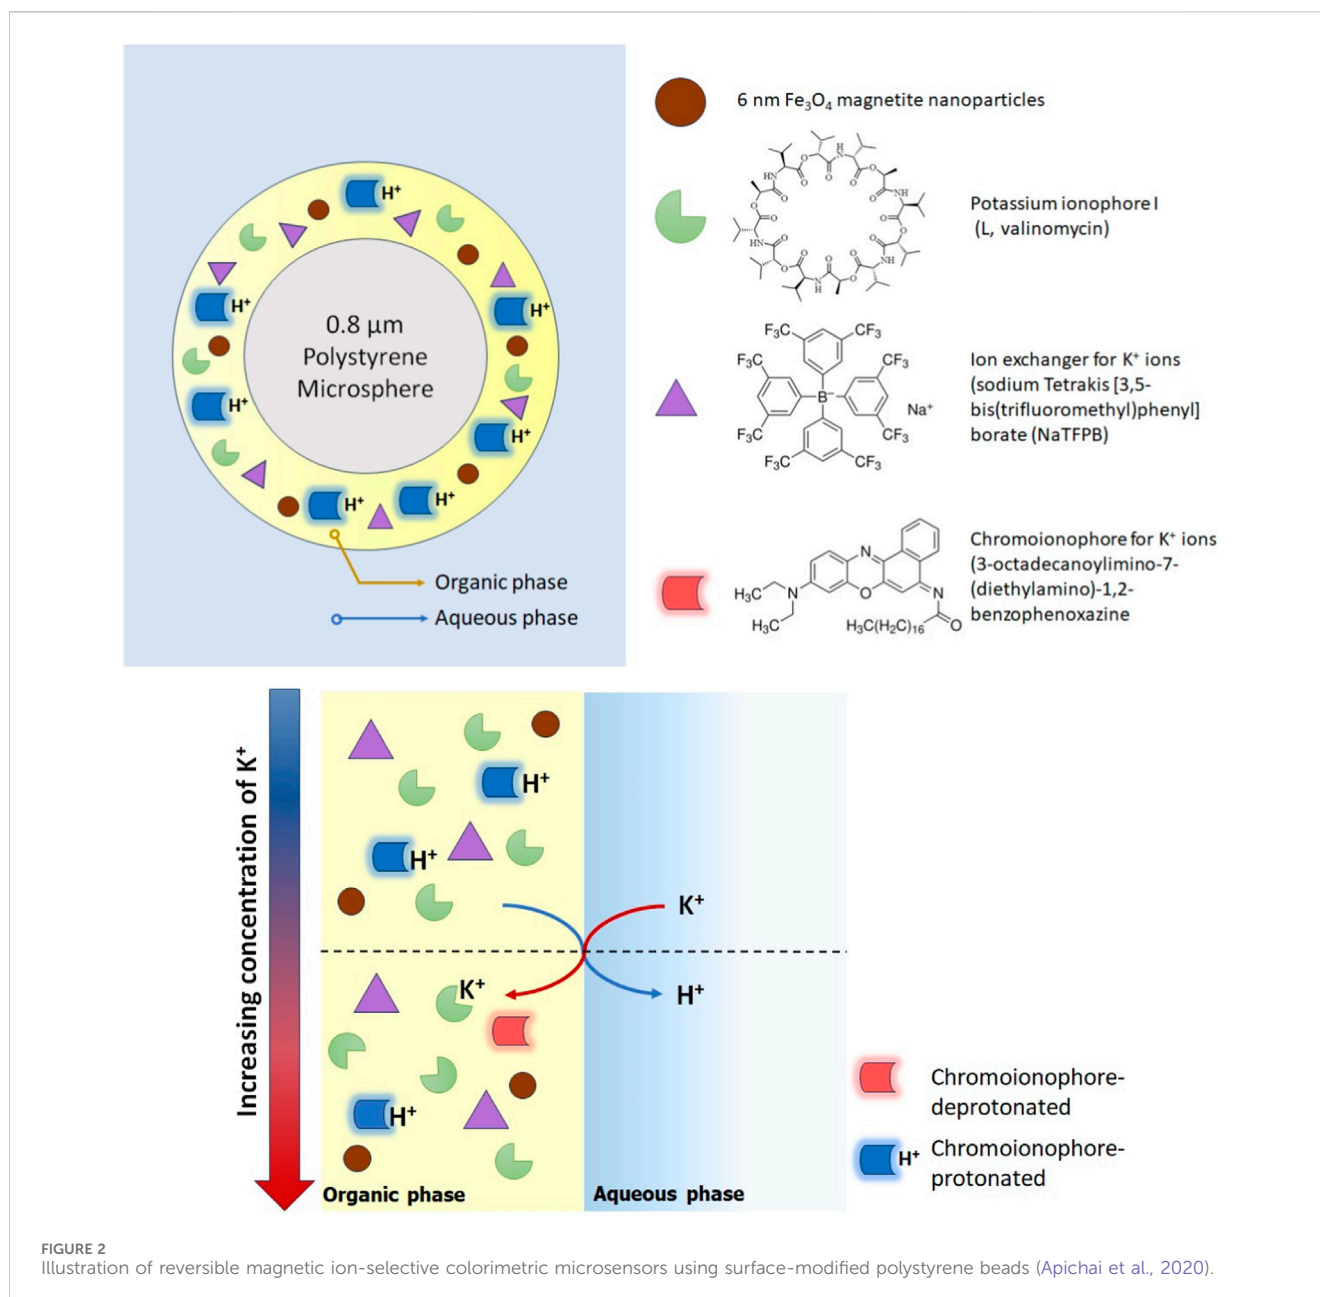 H⁺
H⁺
H⁺
H⁺
H⁺
H⁺
H⁺
0.8 µm
Polystyrene
Microsphere
Organic phase
Aqueous phase
6 nm Fe₃O₄ magnetite nanoparticles
Potassium ionophore I
(L, valinomycin)
F₃C CF₃
F₃C CF₃
F₃C CF₃
B⁻ Na⁺
F₃C CF₃
F₃C CF₃
Ion exchanger for K⁺ ions
(sodium Tetrakis [3,5-
bis(trifluoromethyl)phenyl]
borate (NaTFPB)
N
H₃C N O N
H₃C H₃C(H₂C)₁₆ O
Chromoionophore for K⁺ ions
(3-octadecanoylimino-7-
(diethylamino)-1,2-
benzophenoxazine
Increasing concentration of K⁺
H⁺
H⁺
K⁺
K⁺
H⁺
H⁺
Organic phase
Aqueous phase
Chromoionophore-
deprotonated
H⁺ Chromoionophore-
protonated
FIGURE 2
Illustration of reversible magnetic ion-selective colorimetric microsensors using surface-modified polystyrene beads (Apichai et al., 2020).